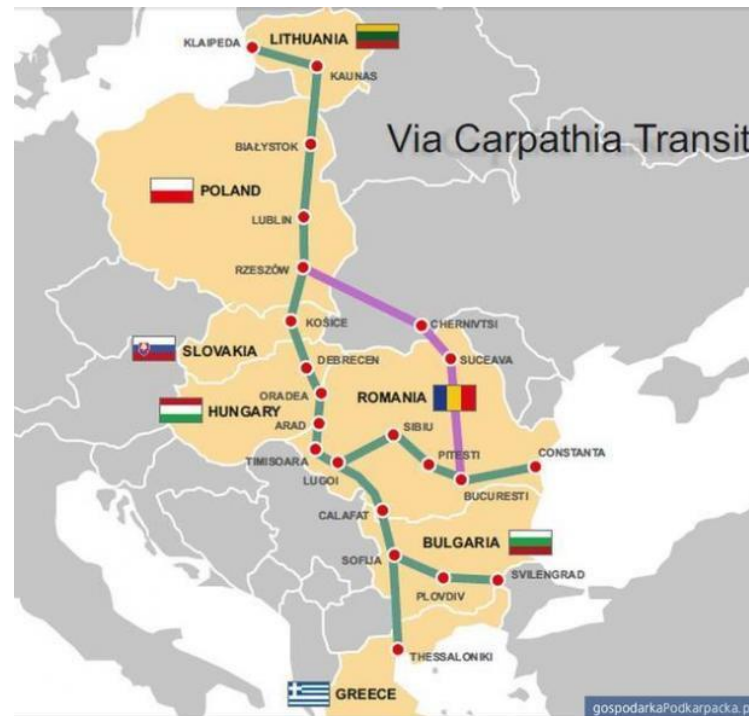 LITHUANIA
KLAIPEDA
KAUNAS
Via Carpathia Transit
BIAŁYSTOK
POLAND
LUBLIN
RZESZÓW
CHERNIVTSI
KOŠICE
SLOVAKIA
SUCEAVA
DEBRECEN
ORADEA
ROMANIA
HUNGARY
ARAD
SIBIU
TIMISOARA
PITESTI
CONSTANTA
LUGOI
BUCURESTI
CALAFAT
BULGARIA
SOFIJA
SVILENGRAD
PLOVDIV
THESSALONIKI
GREECE
gospodarkaPodkarpacka.p